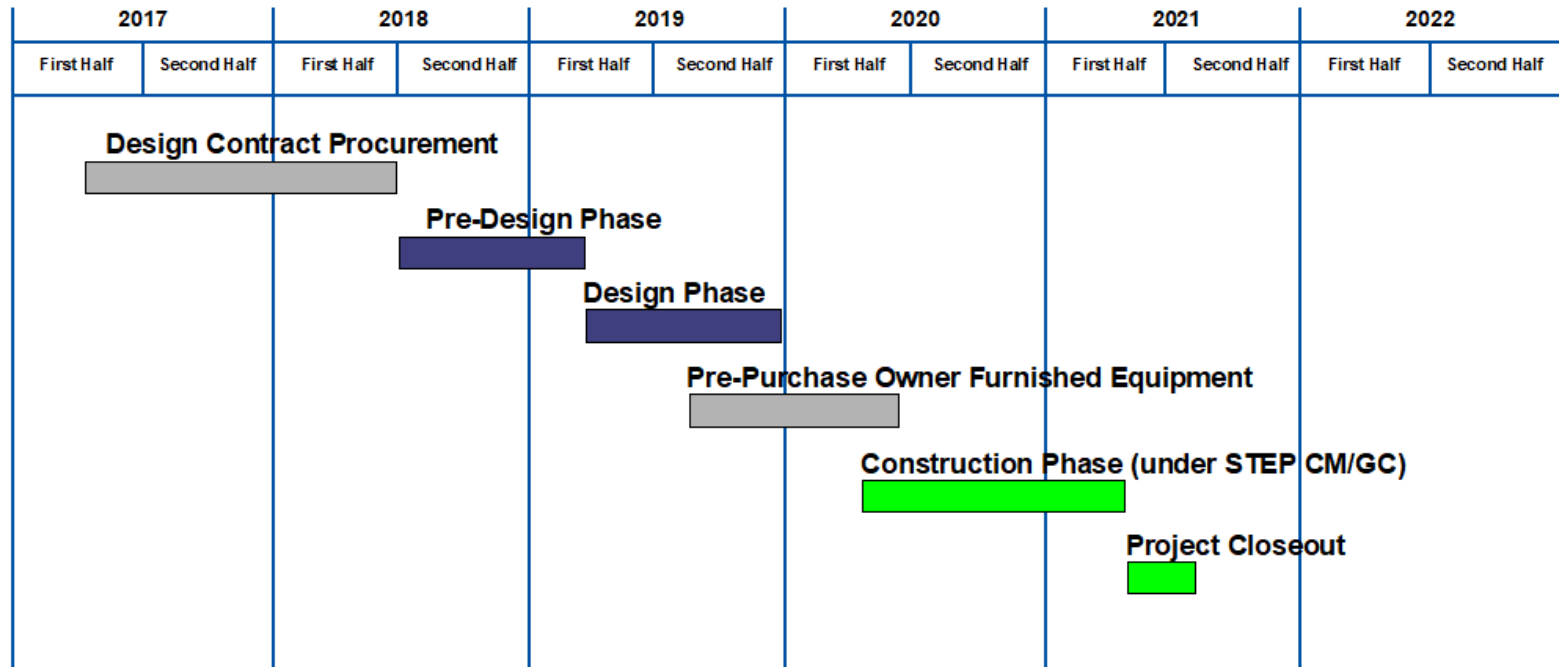 2017 2018 2019 2020 2021 2022
First Half Second Half First Half Second Half First Half Second Half First Half Second Half First Half Second Half First Half Second Half
Design Contract Procurement
Pre-Design Phase
Design Phase
Pre-Purchase Owner Furnished Equipment
Construction Phase (under STEP CM/GC)
Project Closeout